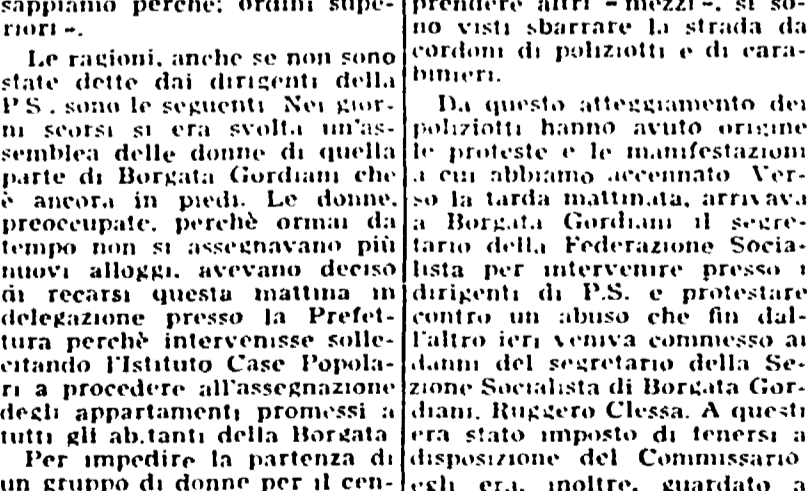 sappiamo perchè: ordini supe-
riori -.
Le ragioni, anche se non sono
state dette dai dirigenti della
P S., sono le seguenti Nei gior-
ni scorsi si era svolta un'as-
semblea delle donne di quella
parte di Borgata Gordiani che
è ancora in piedi. Le donne,
preoccupate, perchè ormai da
tempo non si assegnavano più
nuovi alloggi, avevano deciso
di recarsi questa mattina in
delegazione presso la Prefet-
tura perchè intervenisse solle-
citando l'Istituto Case Popola-
ri a procedere all'assegnazione
degli appartamenti promessi a
tutti gli abitanti della Borgata
Per impedire la partenza di
un gruppo di donne per il cen-
prendere altri - mezzi -, si so-
no visti sbarrare la strada da
cordoni di poliziotti e di cara-
binieri.
Da questo atteggiamento dei
poliziotti hanno avuto origine
le proteste e le manifestazioni
a cui abbiamo accennato Ver-
so la tarda mattinata, arrivava
a Borgata Gordiani il segre-
tario della Federazione Socia-
lista per intervenire presso i
dirigenti di P.S. e protestare
contro un abuso che fin dal-
l'altro ieri veniva commesso ai
danni del segretario della Se-
zione Socialista di Borgata Gor-
diani, Ruggero Clessa. A questi
era stato imposto di tenersi a
disposizione del Commissario
egli era, inoltre, guardato a